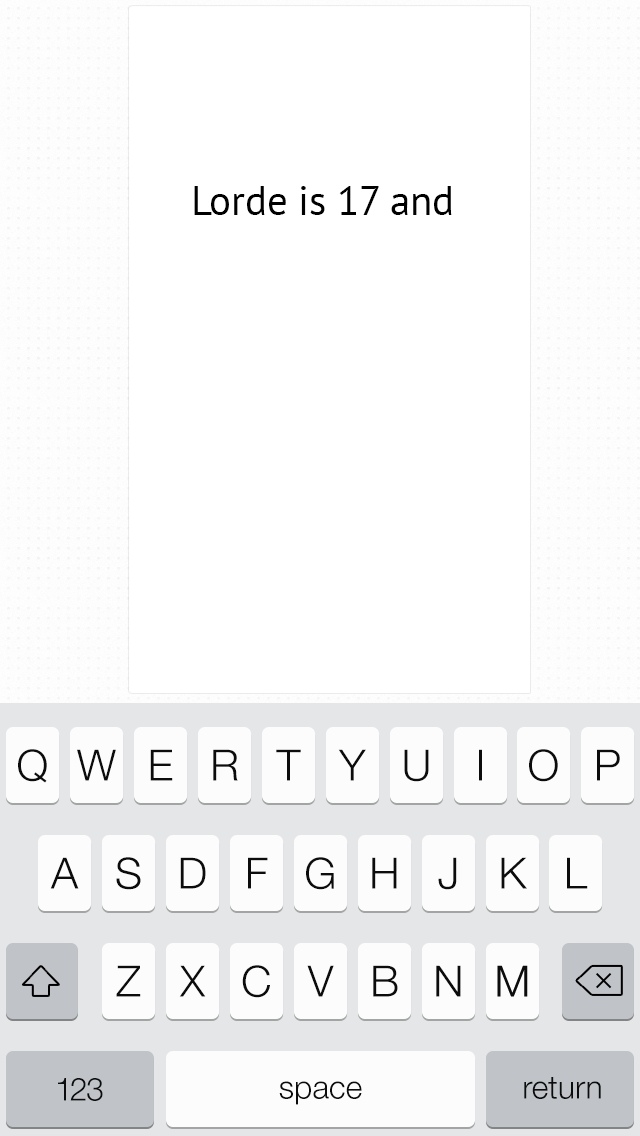 Lorde is 17 and
Q W E R T Y U I O P
A S D F G H J K L
Z X C V B N M
123 space return